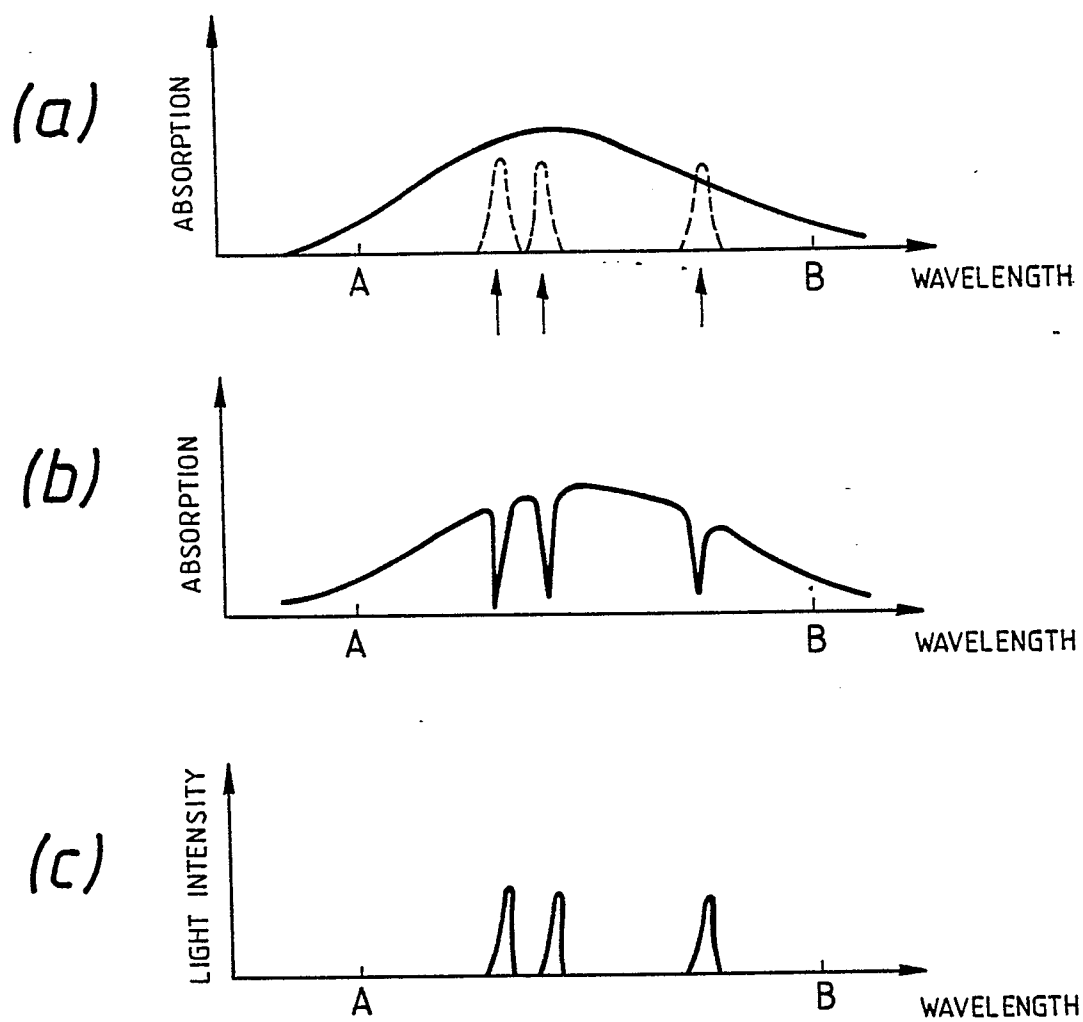 (a)
ABSORPTION
A
B
WAVELENGTH
(b)
ABSORPTION
A
B
WAVELENGTH
(c)
LIGHT INTENSITY
A
B
WAVELENGTH